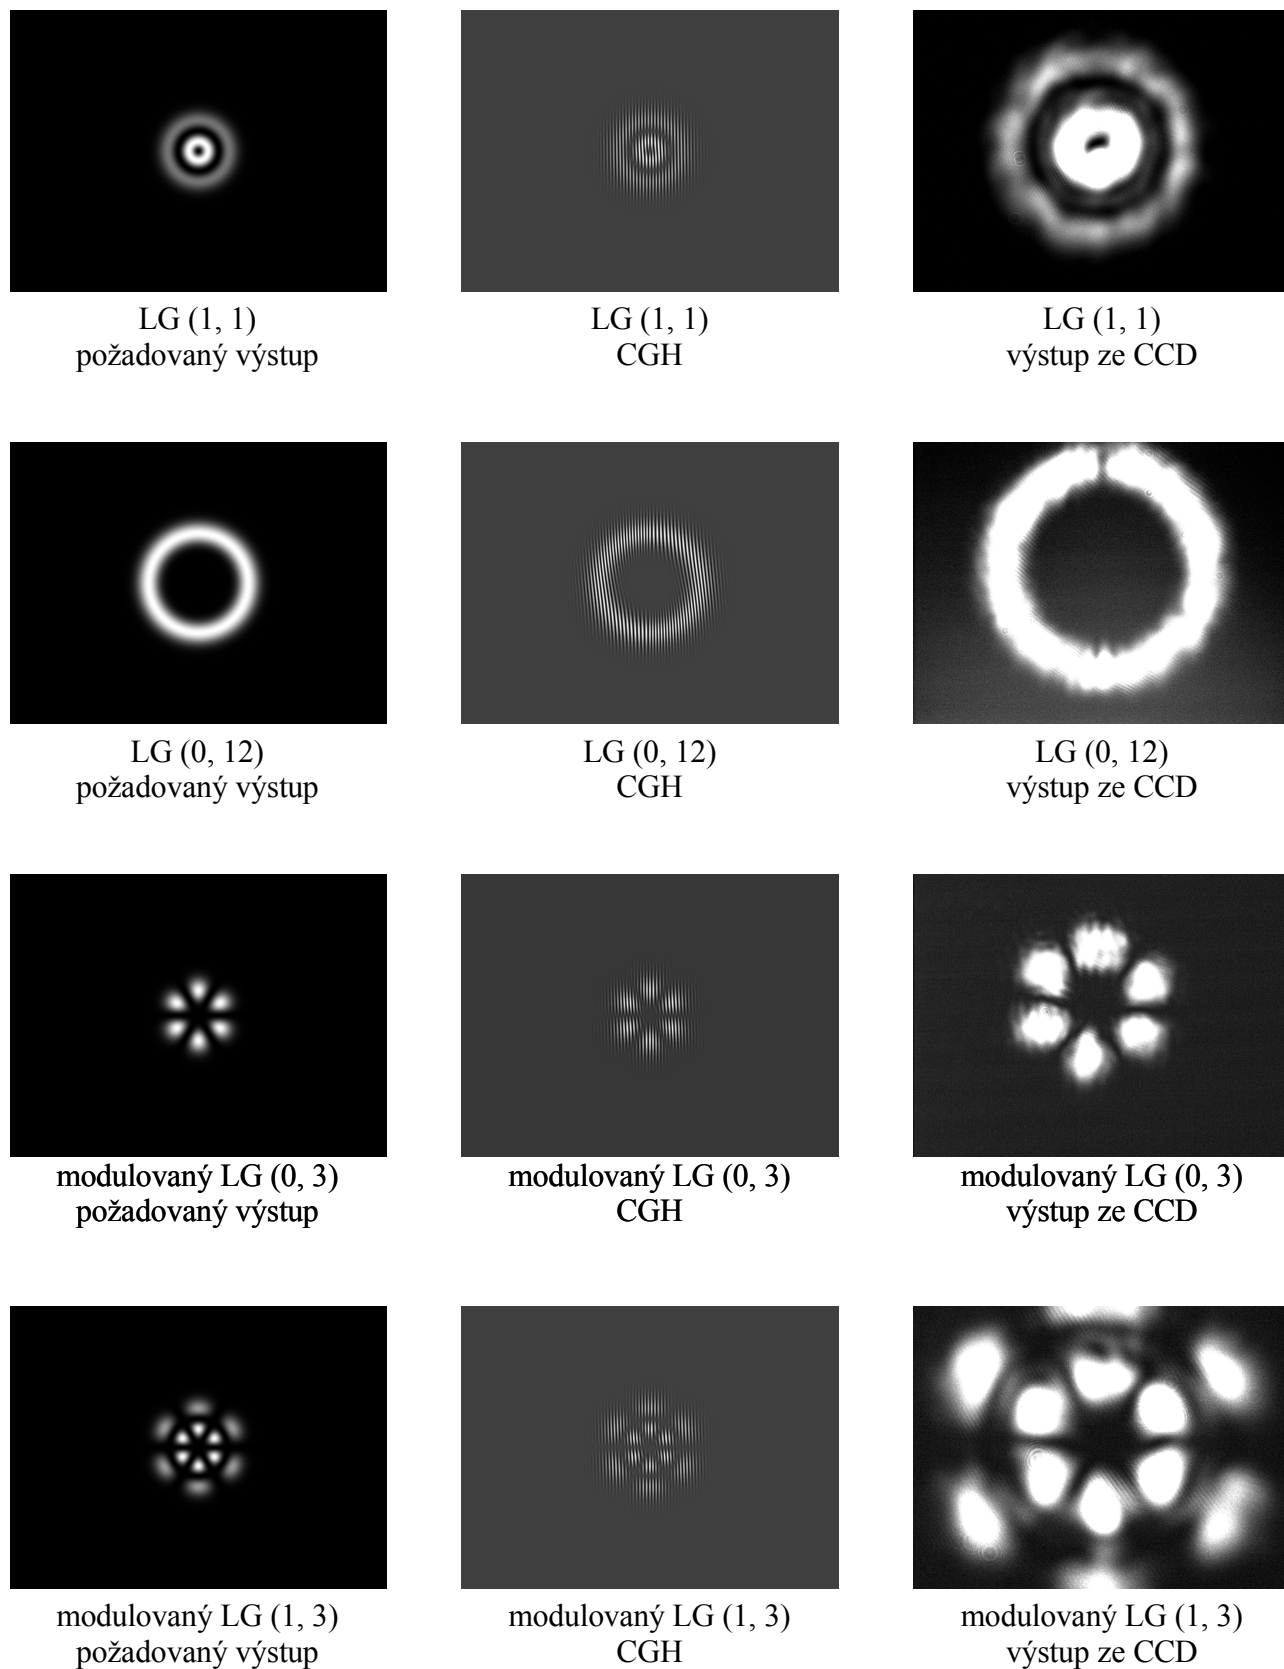 LG (1, 1)
požadovaný výstup
LG (1, 1)
CGH
LG (1, 1)
výstup ze CCD
LG (0, 12)
požadovaný výstup
LG (0, 12)
CGH
LG (0, 12)
výstup ze CCD
modulovaný LG (0, 3)
požadovaný výstup
modulovaný LG (0, 3)
CGH
modulovaný LG (0, 3)
výstup ze CCD
modulovaný LG (1, 3)
požadovaný výstup
modulovaný LG (1, 3)
CGH
modulovaný LG (1, 3)
výstup ze CCD